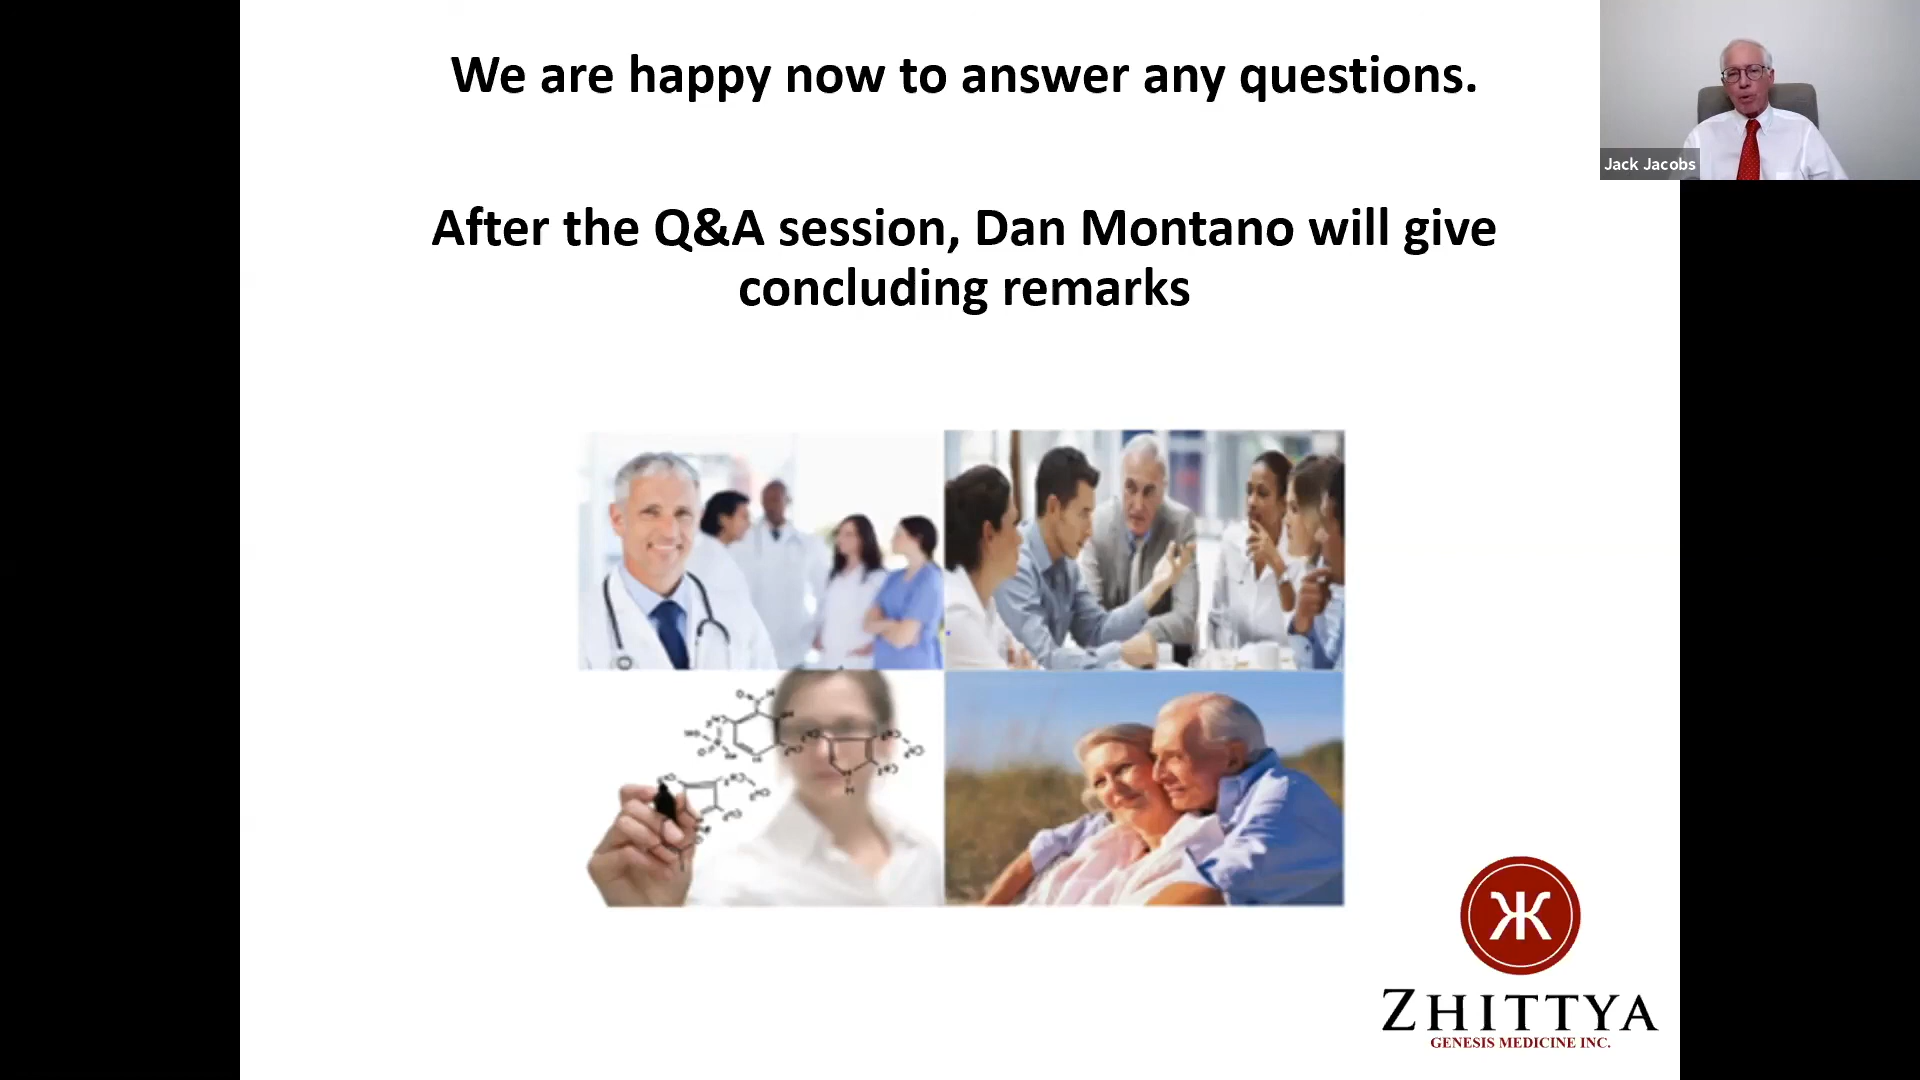 We are happy now to answer any questions.
Jack Jacobs
After the Q&A session, Dan Montano will give
concluding remarks
ZHITTYA
GENESIS MEDICINE INC.